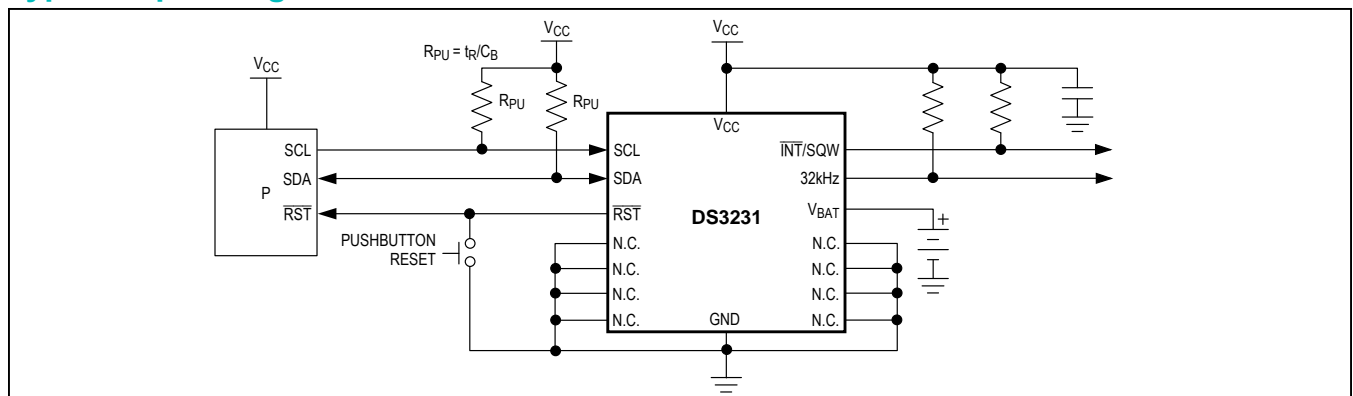 VCC
VCC
VCC
RPU = tR/CB
RPU
RPU
VCC
SCL
SCL
INT/SQW
SDA
SDA
32kHz
P
RST
RST
DS3231
VBAT
+
PUSHBUTTON
RESET
N.C.
N.C.
N.C.
N.C.
N.C.
N.C.
N.C.
N.C.
GND